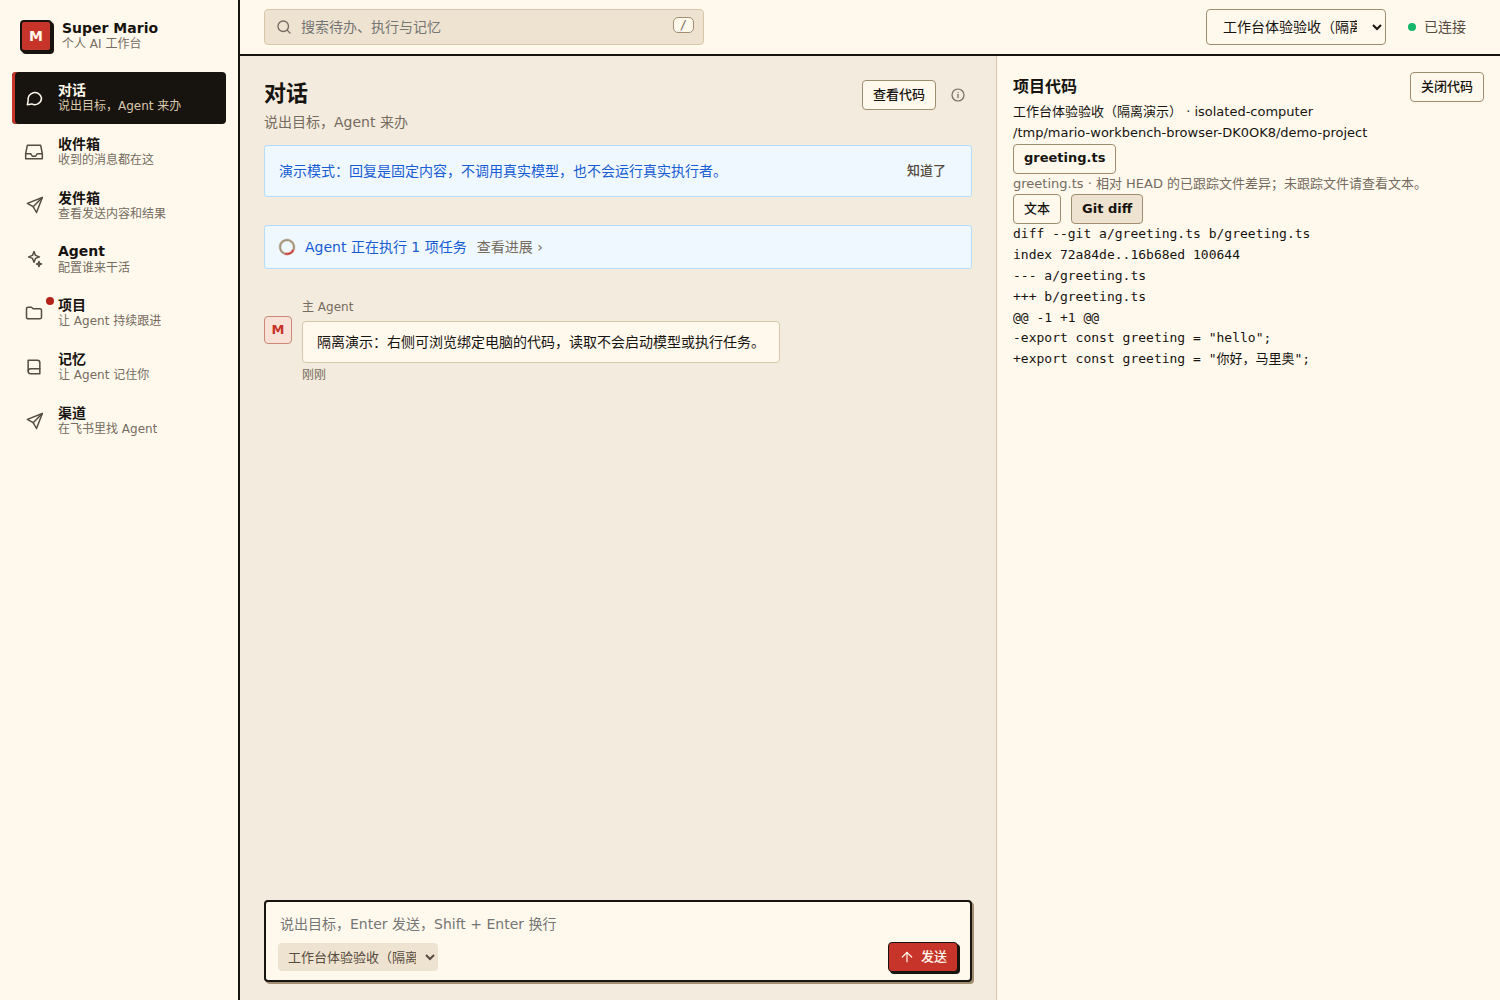 M
Super Mario
个人 AI 工作台
对话
说出目标，Agent 来办
收件箱
收到的消息都在这
发件箱
查看发送内容和结果
Agent
配置谁来干活
项目
让 Agent 持续跟进
记忆
让 Agent 记住你
渠道
在飞书里找 Agent
搜索待办、执行与记忆
/
工作台体验验收（隔离
已连接
对话
说出目标，Agent 来办
查看代码
演示模式：回复是固定内容，不调用真实模型，也不会运行真实执行者。
知道了
Agent 正在执行 1 项任务 查看进展 ›
主 Agent
M
隔离演示：右侧可浏览绑定电脑的代码，读取不会启动模型或执行任务。
刚刚
说出目标，Enter 发送，Shift + Enter 换行
工作台体验验收（隔离
发送
项目代码
关闭代码
工作台体验验收（隔离演示） · isolated-computer
/tmp/mario-workbench-browser-DK0OK8/demo-project
greeting.ts
greeting.ts · 相对 HEAD 的已跟踪文件差异；未跟踪文件请查看文本。
文本
Git diff
diff --git a/greeting.ts b/greeting.ts
index 72a84de..16b68ed 100644
--- a/greeting.ts
+++ b/greeting.ts
@@ -1 +1 @@
-export const greeting = "hello";
+export const greeting = "你好，马里奥";